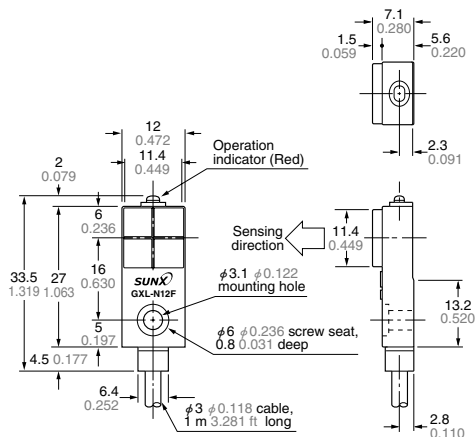 7.1
0.280
1.5
0.059
5.6
0.220
2.3
0.091
12
0.472
11.4
0.449
Operation
indicator (Red)
2
0.079
6
0.236
Sensing
direction
11.4
0.449
33.5
1.319
27
1.063
16
0.630
SUNX
GXL-N12F
φ3.1 φ0.122
mounting hole
13.2
0.520
5
0.197
φ6 φ0.236 screw seat,
0.8 0.031 deep
4.5 0.177
6.4
0.252
φ3 φ0.118 cable,
1 m 3.281 ft long
2.8
0.110